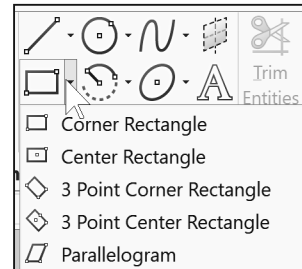 Trim
Entities
Corner Rectangle
Center Rectangle
3 Point Corner Rectangle
3 Point Center Rectangle
Parallelogram